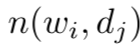 n(w_i, d_j)